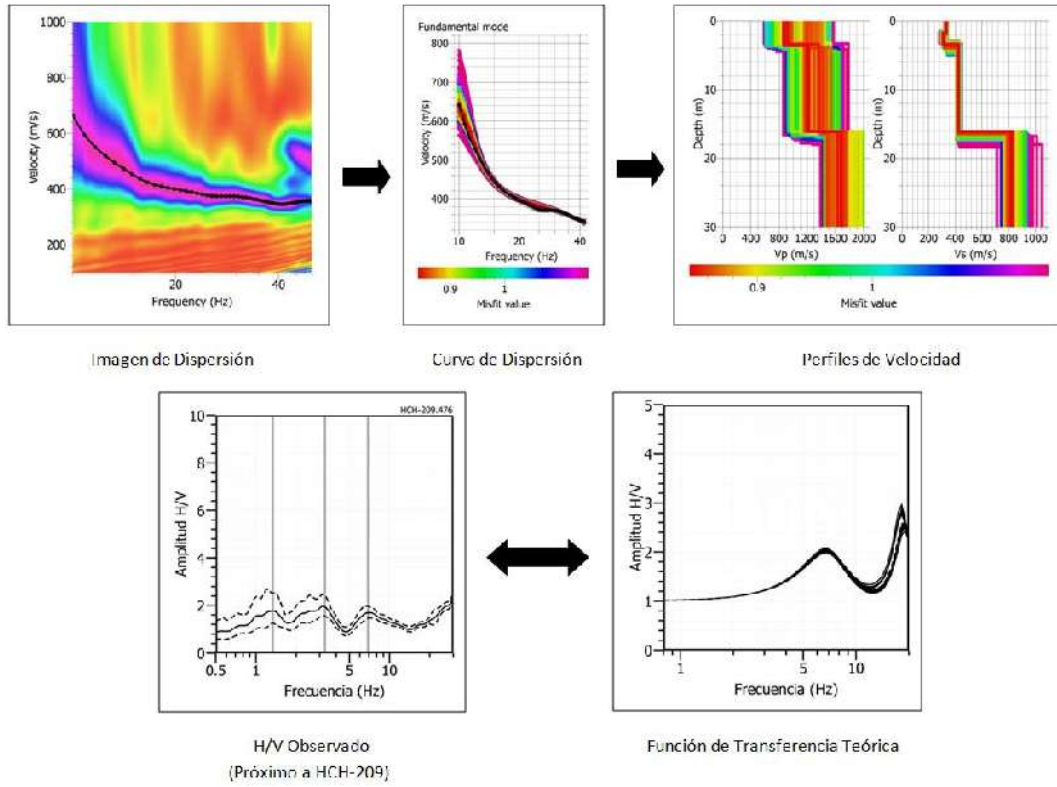 1000
800
600
400
200
Velocity (m/s)
20
40
Frequency (Hz)
Fundamental mode
800
700
600
500
400
Velocity (m/s)
10
20
40
Frequency (Hz)
0.9
1
Misfit value
0
10
20
30
Depth (m)
0
400
800
1200
1600
2000
Vp (m/s)
0
10
20
30
Depth (m)
0
200
400
600
800
1000
Vs (m/s)
0.9
1
Misfit value
Imagen de Dispersión
Curva de Dispersión
Perfiles de Velocidad
HCH-209.476
10
8
6
4
2
0
Amplitud H/V
0.5
1
5
10
Frecuencia (Hz)
5
4
3
2
1
0
Amplitud H/V
1
5
10
Frecuencia (Hz)
H/V Observado
(Próximo a HCH-209)
Función de Transferencia Teórica